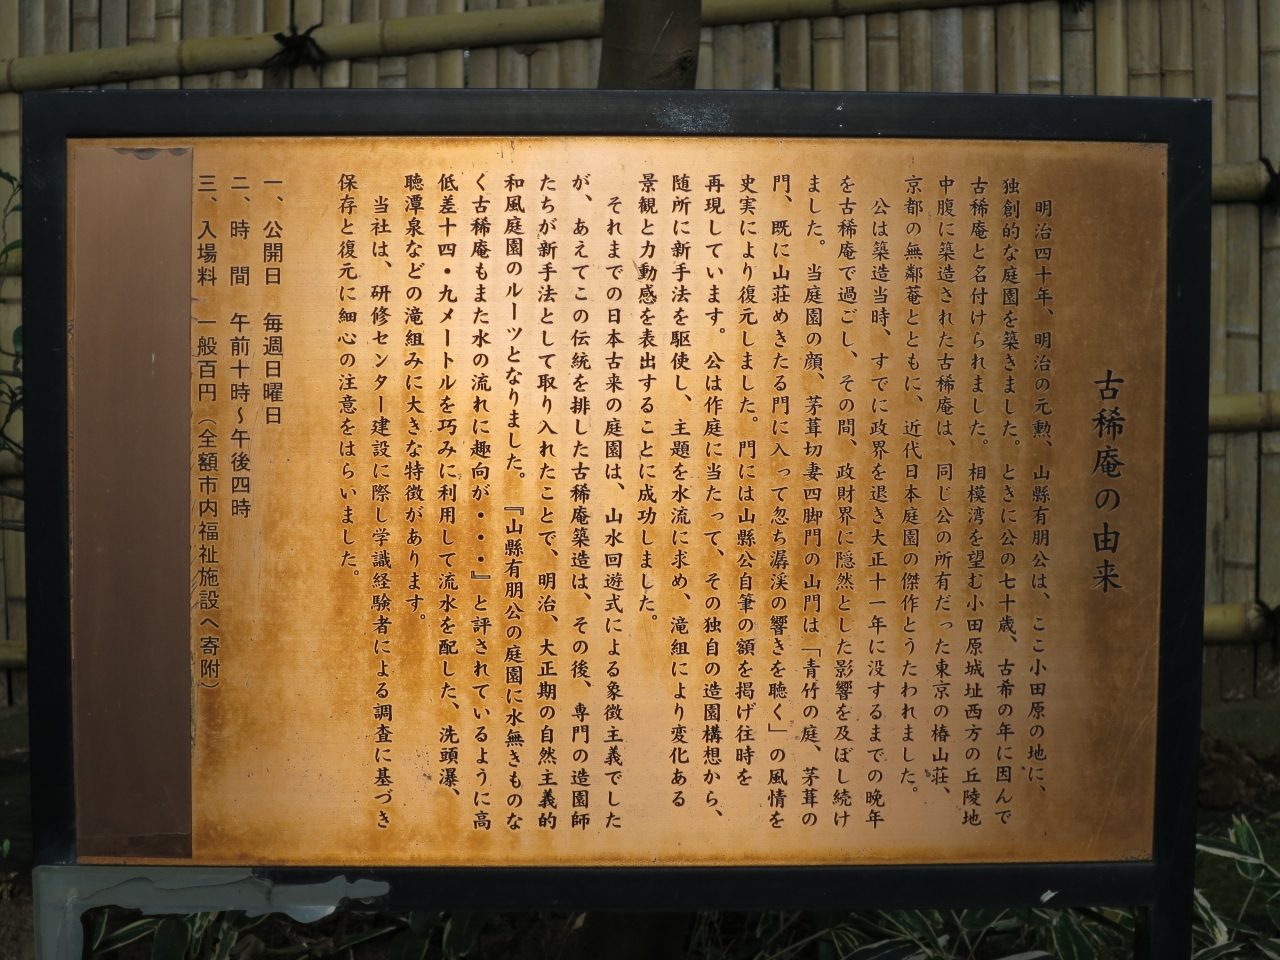 古稀庵の由来
明治四十年、明治の元勲、山縣有朋公は、ここ小田原の地に、
独創的な庭園を築きました。ときに公の七十歳、古希の年に因んで
古稀庵と名付けられました。相模湾を望む小田原城址西方の丘陵地
中腹に築造された古稀庵は、同じ公の所有だった東京の椿山荘、
京都の無鄰菴とともに、近代日本庭園の傑作とうたわれました。
公は築造当時、すでに政界を退き大正十一年に没するまでの晩年
を古稀庵で過ごし、その間、政財界に隠然とした影響を及ぼし続け
ました。当庭園の顔、茅葺切妻四脚門の山門は「青竹の庭、茅葺の
門、既に山荘めきたる門に入って忽ち潺渓の響きを聴く」の風情を
史実により復元しました。門には山縣公自筆の額を掲げ往時を
再現しています。公は作庭に当たって、その独自の造園構想から、
随所に新手法を駆使し、主題を水流に求め、滝組により変化ある
景観と力動感を表出することに成功しました。
それまでの日本古来の庭園は、山水回遊式による象徴主義でした
が、あえてこの伝統を排した古稀庵築造は、その後、専門の造園師
たちが新手法として取り入れたことで、明治、大正期の自然主義的
和風庭園のルーツとなりました。『山縣有朋公の庭園に水無きものな
く古稀庵もまた水の流れに趣向が・・・』と評されているように高
低差十四・九メートルを巧みに利用して流水を配した、洗頭瀑、
聴潭泉などの滝組みに大きな特徴があります。
当社は、研修センター建設に際し学識経験者による調査に基づき
保存と復元に細心の注意をはらいました。
一、公開日　毎週日曜日
二、時　間　午前十時～午後四時
三、入場料　一般百円（全額市内福祉施設へ寄附）